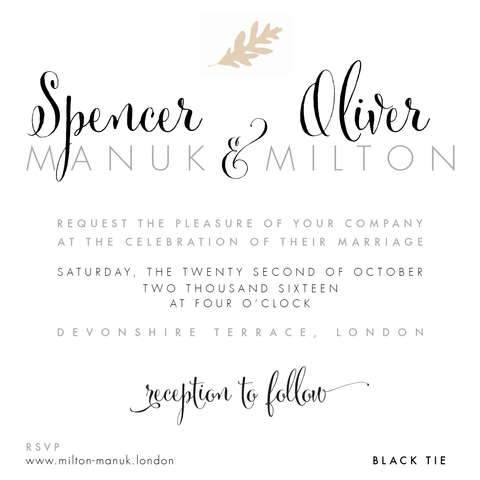 Spencer Oliver
MANUK & MILTON
REQUEST THE PLEASURE OF YOUR COMPANY
AT THE CELEBRATION OF THEIR MARRIAGE
SATURDAY, THE TWENTY SECOND OF OCTOBER
TWO THOUSAND SIXTEEN
AT FOUR O'CLOCK
DEVONSHIRE TERRACE, LONDON
reception to follow
RSVP
www.milton-manuk.london
BLACK TIE